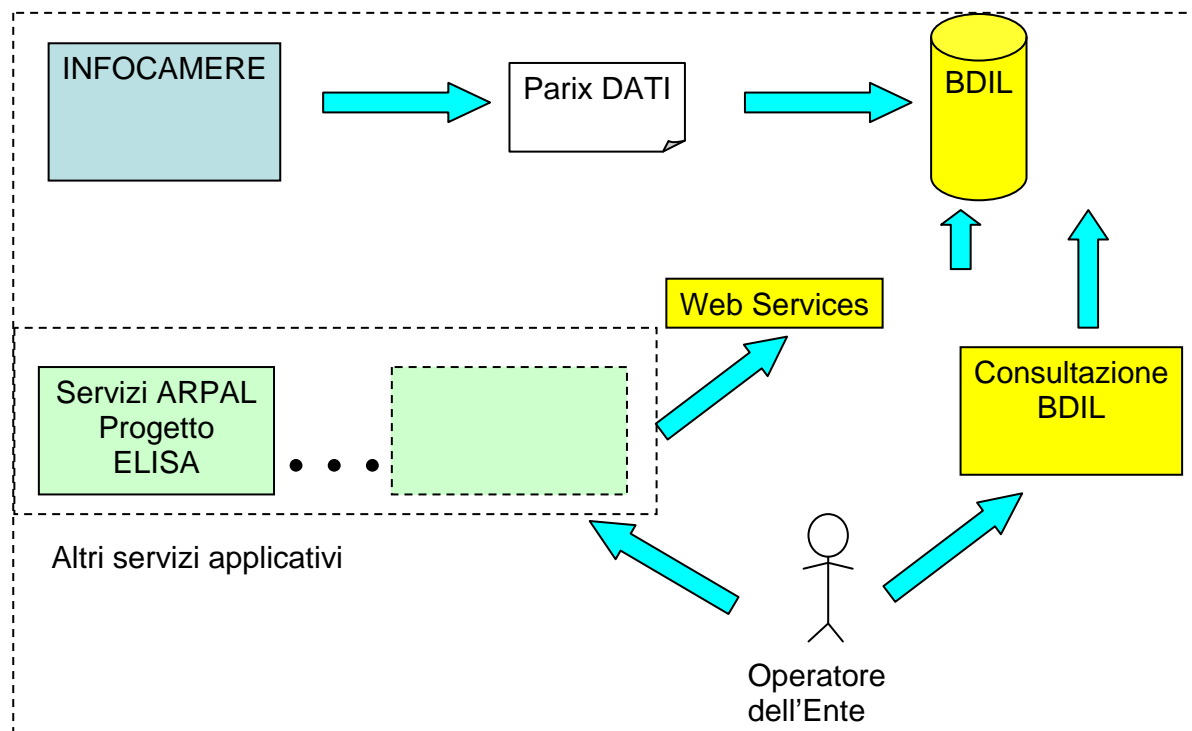 INFOCAMERE
Parix DATI
BDIL
Web Services
Servizi ARPAL
Progetto
ELISA
Consultazione
BDIL
Altri servizi applicativi
Operatore
dell'Ente